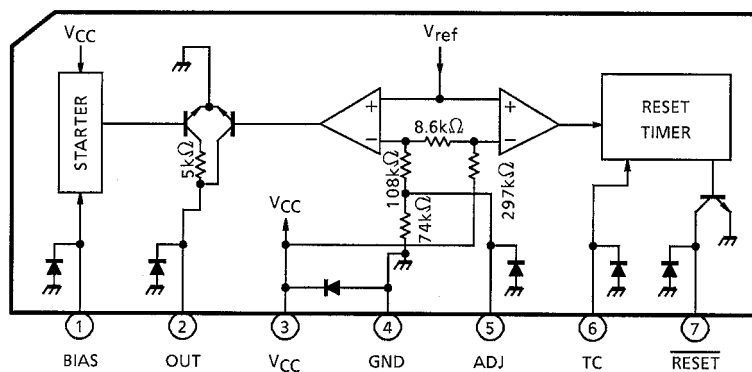 VCC
Vref
STARTER
+
+
RESET
TIMER
8.6kΩ
−
−
5kΩ
108kΩ
297kΩ
74kΩ
VCC
1
2
3
4
5
6
7
BIAS
OUT
VCC
GND
ADJ
TC
RESET